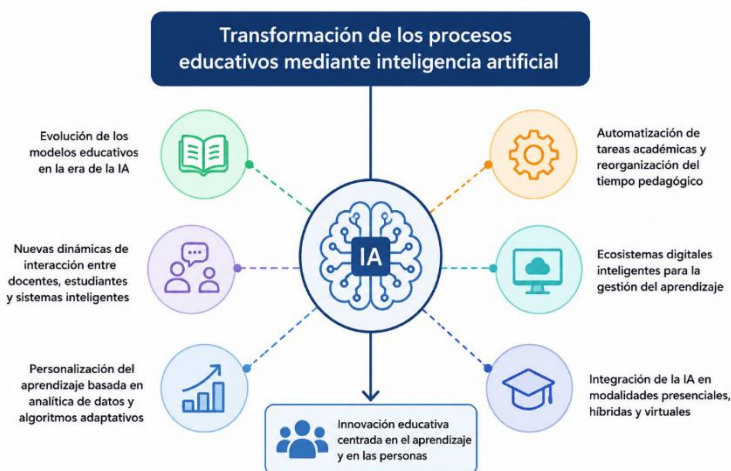 Transformación de los procesos
educativos mediante inteligencia artificial
Evolución de los
modelos educativos
en la era de la IA
Automatización de
tareas académicas y
reorganización del
tiempo pedagógico
Nuevas dinámicas de
interacción entre
docentes, estudiantes
y sistemas inteligentes
IA
Ecosistemas digitales
inteligentes para la
gestión del aprendizaje
Personalización del
aprendizaje basada en
analítica de datos y
algoritmos adaptativos
Integración de la IA en
modalidades presenciales,
híbridas y virtuales
Innovación educativa
centrada en el aprendizaje
y en las personas